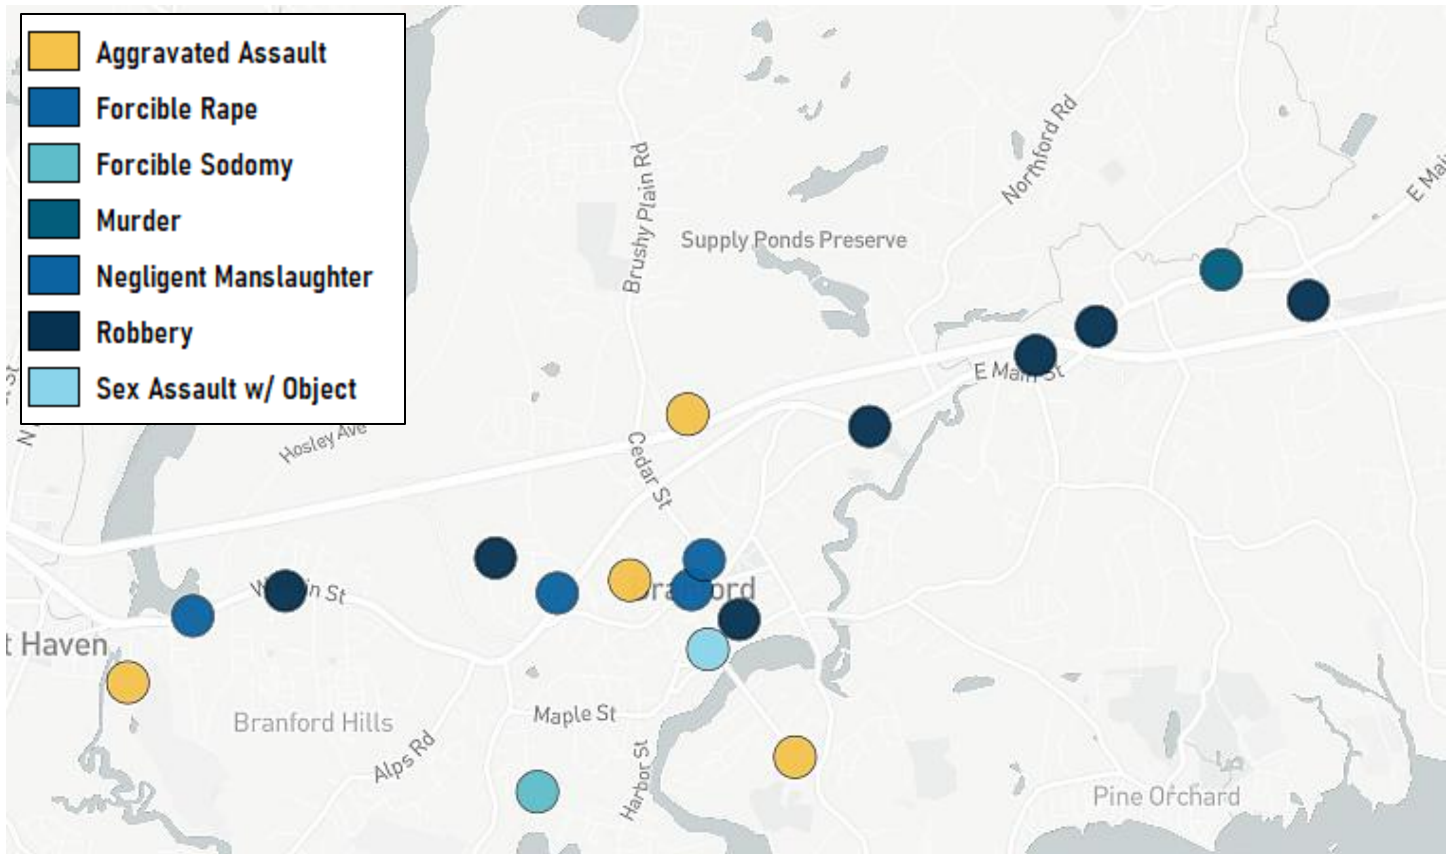 Aggravated Assault
Forcible Rape
Forcible Sodomy
Murder
Negligent Manslaughter
Robbery
Sex Assault w/ Object
Brushy Plain Rd
Northford Rd
Supply Ponds Preserve
E Main St
Hosley Ave
Cedar St
Haven
Branford Hills
Alps Rd
Maple St
Harbor St
Pine Orchard